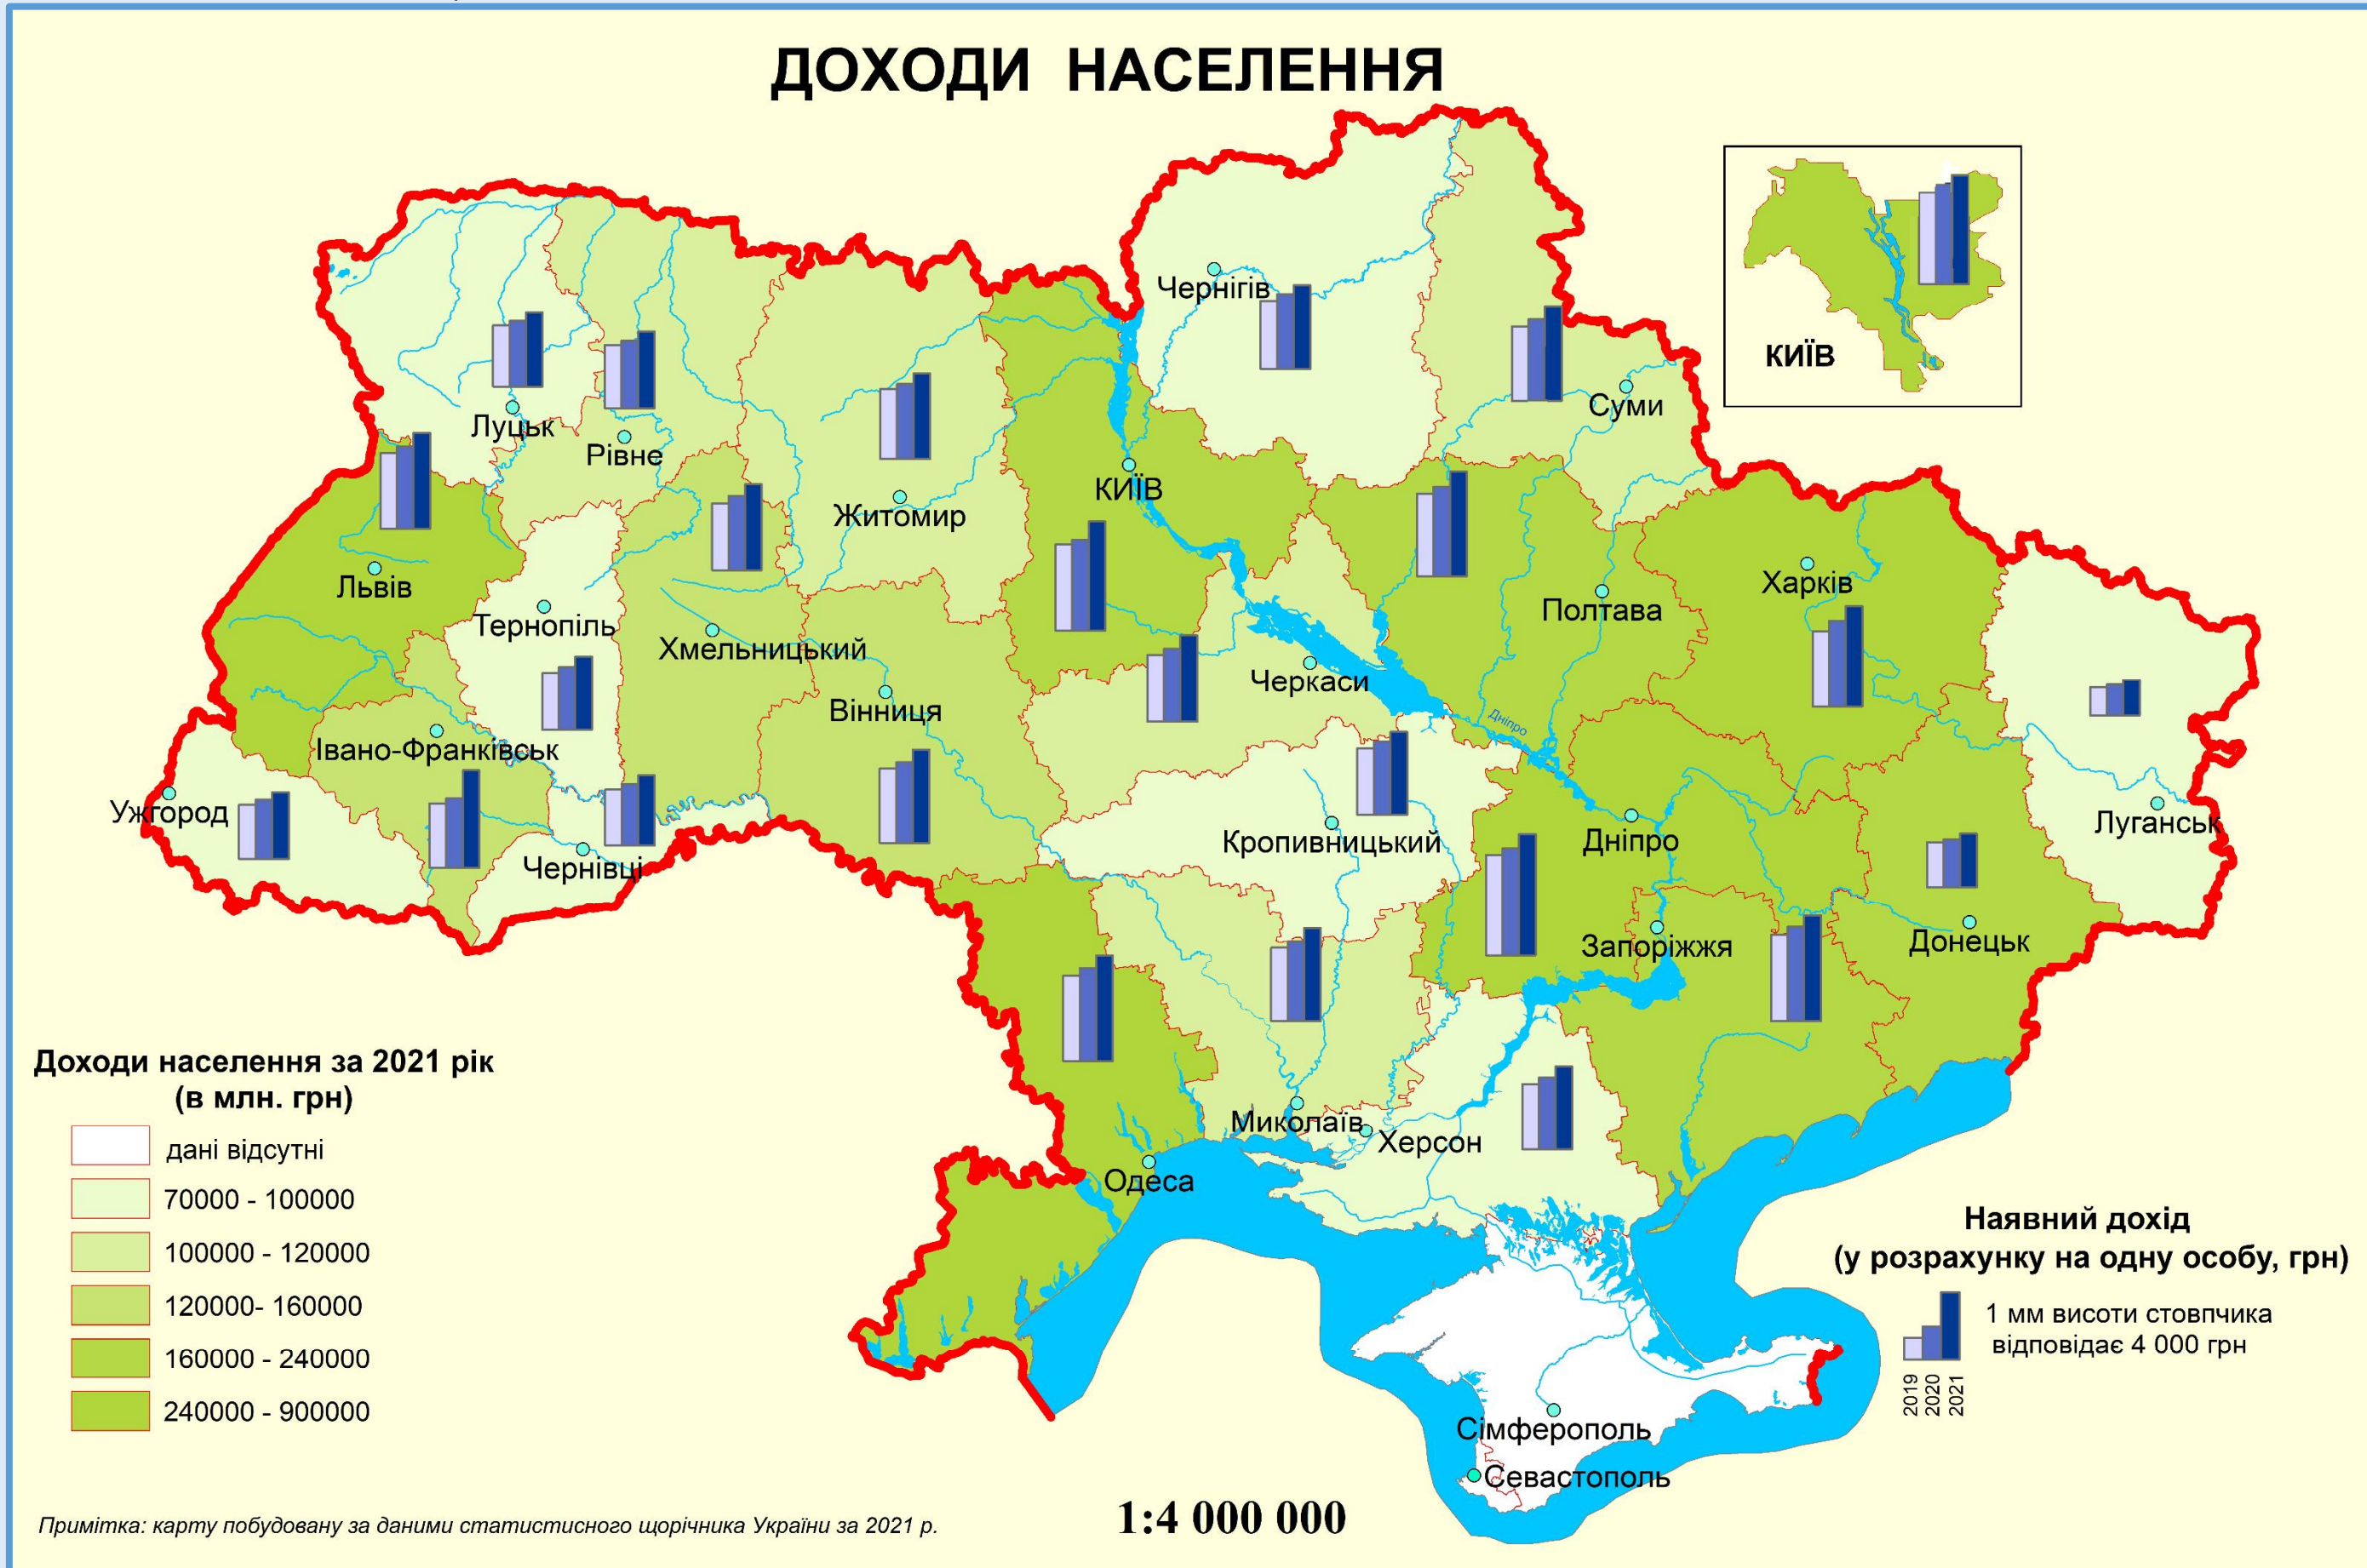 ДОХОДИ НАСЕЛЕННЯ
Чернігів
Суми
КИЇВ
Луцьк
Рівне
Житомир
КИЇВ
Львів
Тернопіль
Хмельницький
Полтава
Харків
Черкаси
Вінниця
Дніпро
Івано-Франківськ
Ужгород
Чернівці
Кропивницький
Дніпро
Луганськ
Запоріжжя
Донецьк
Миколаїв
Херсон
Одеса
Сімферополь
Севастополь
Доходи населення за 2021 рік
(в млн. грн)
дані відсутні
70000 - 100000
100000 - 120000
120000- 160000
160000 - 240000
240000 - 900000
Наявний дохід
(у розрахунку на одну особу, грн)
1 мм висоти стовпчика
відповідає 4 000 грн
2019
2020
2021
Примітка: карту побудовану за даними статистисного щорічника України за 2021 р.
1:4 000 000